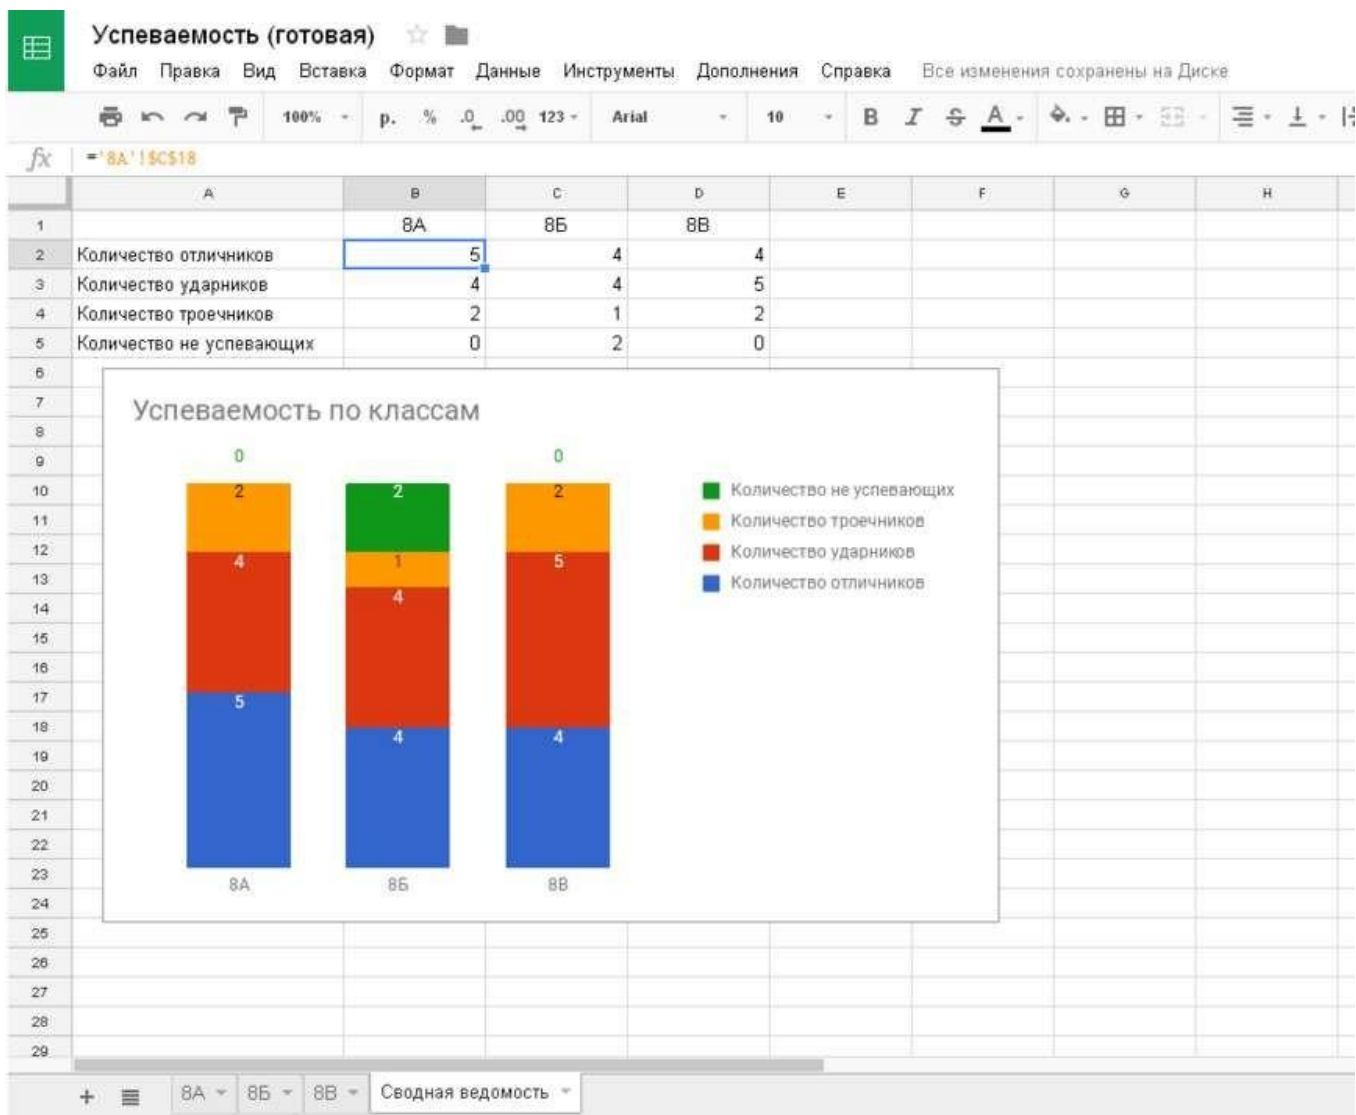 Успеваемость (готовая)
Файл Правка Вид Вставка Формат Данные Инструменты Дополнения Справка Все изменения сохранены на Диске
100% р. % .0 .00 123 Arial 10 B I S A
fx ='8А'!$C$18
A B C D E F G H
1 8А 8Б 8В
2 Количество отличников 5 4 4
3 Количество ударников 4 4 5
4 Количество троечников 2 1 2
5 Количество не успевающих 0 2 0
6
7
8
9
10
11
12
13
14
15
16
17
18
19
20
21
22
23
24
25
26
27
28
29
Успеваемость по классам
0 0
2 2 2
4 1 5
4
5
4 4
8А 8Б 8В
Количество не успевающих
Количество троечников
Количество ударников
Количество отличников
8А 8Б 8В Сводная ведомость